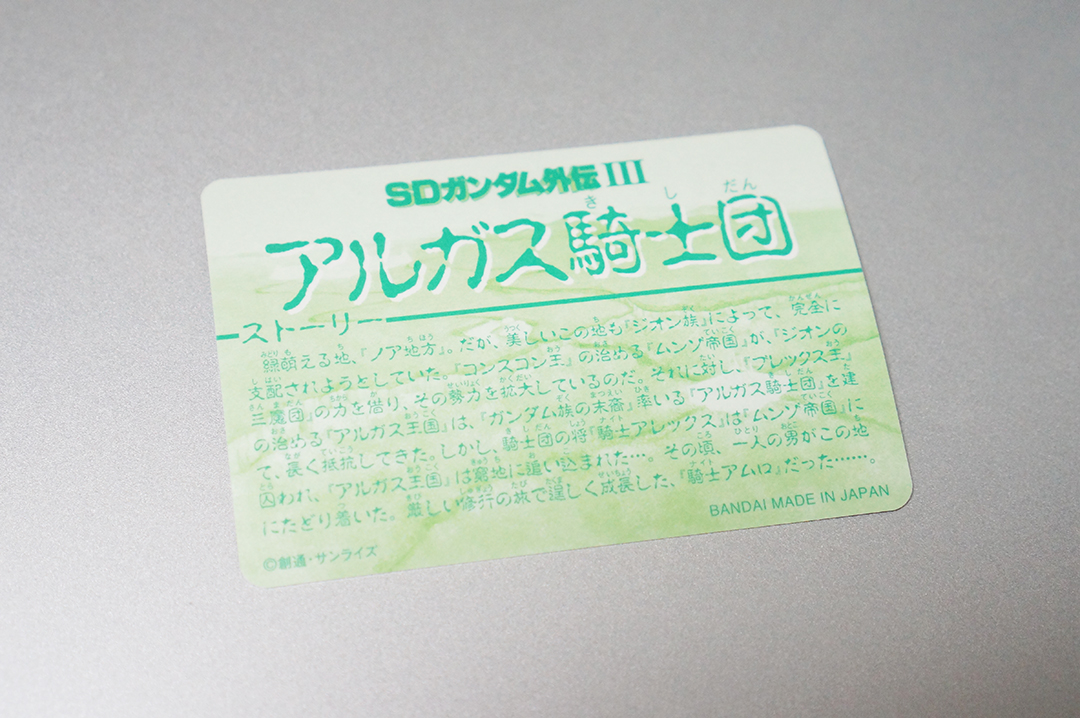 SDガンダム外伝III
アルガス騎士団
ストーリー
緑萌える地、『ノア地方』。だが、美しいこの地も『ジオン族』によって、完全に
支配されようとしていた。『コンスコン王』の治める『ムンゾ帝国』が、『ジオンの
三魔団』の力を借り、その勢力を拡大しているのだ。それに対し、『ブレックス王』
の治める『アルガス王国』は、『ガンダム族の末裔』率いる『アルガス騎士団』を建
て、長く抵抗してきた。しかし、騎士団の将『騎士アレックス』は『ムンゾ帝国』に
囚われ、『アルガス王国』は窮地に追い込まれた…。その頃、一人の男がこの地
にたどり着いた。厳しい修行の旅で逞しく成長した、『騎士アムロ』だった……。
©創通・サンライズ
BANDAI MADE IN JAPAN